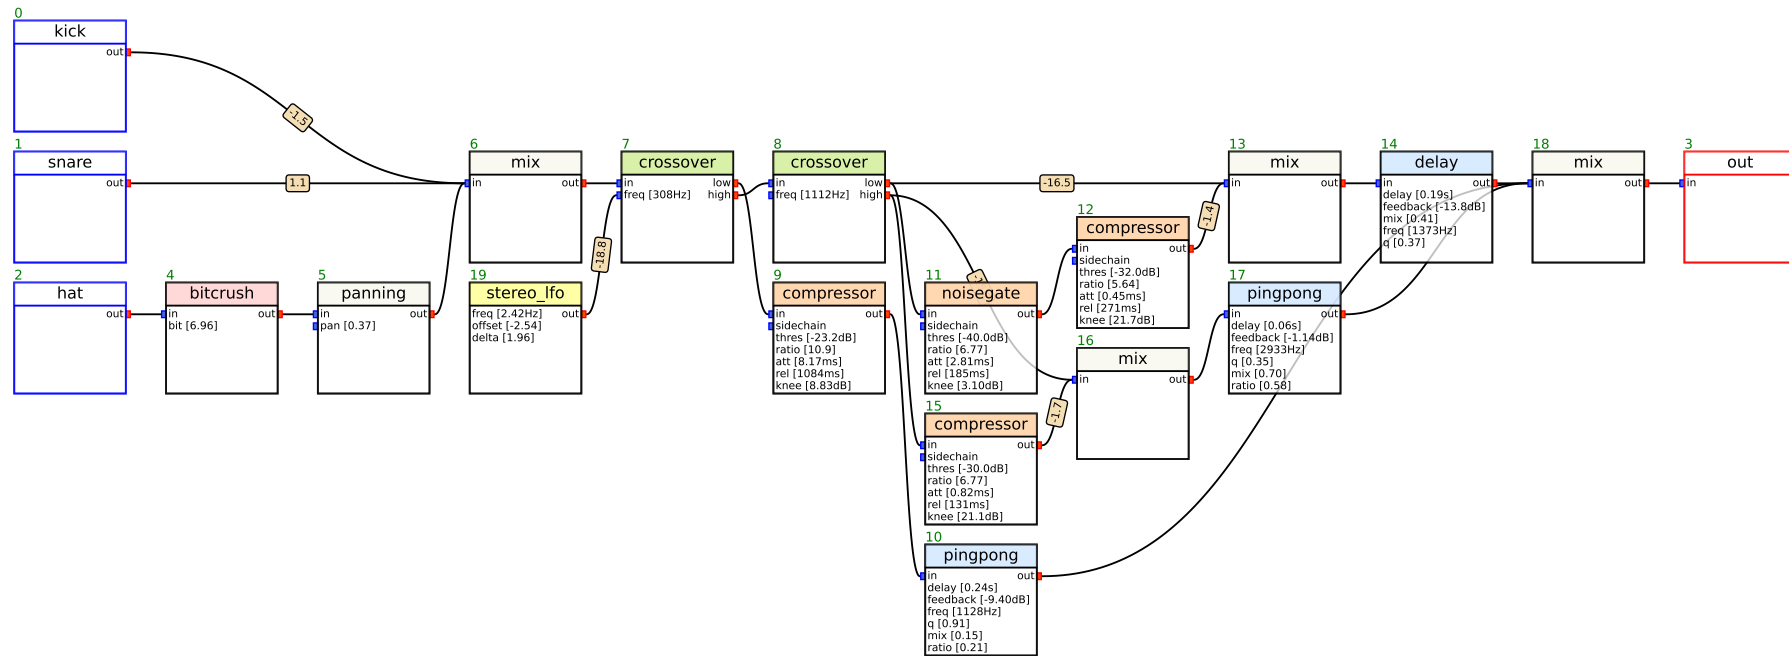 0
kick
out
-1.5
1
snare
out
1.1
2
hat
out
4
bitcrush
in
out
bit [6.96]
5
panning
in
out
pan [0.37]
6
mix
in
out
19
stereo_lfo
freq [2.42Hz]
out
offset [-2.54]
delta [1.96]
-18.8
7
crossover
in
low
freq [308Hz]
high
8
crossover
in
low
freq [1112Hz]
high
9
compressor
in
out
sidechain
thres [-23.2dB]
ratio [10.9]
att [8.17ms]
rel [1084ms]
knee [8.83dB]
-16.5
11
noisegate
in
out
sidechain
thres [-40.0dB]
ratio [6.77]
att [2.81ms]
rel [185ms]
knee [3.10dB]
15
compressor
in
out
sidechain
thres [-30.0dB]
ratio [6.77]
att [0.82ms]
rel [131ms]
knee [21.1dB]
10
pingpong
in
out
delay [0.24s]
feedback [-9.40dB]
freq [1128Hz]
q [0.91]
mix [0.15]
ratio [0.21]
12
compressor
in
out
sidechain
thres [-32.0dB]
ratio [5.64]
att [0.45ms]
rel [271ms]
knee [21.7dB]
-1.4
16
mix
in
out
-1.7
13
mix
in
out
17
pingpong
in
out
delay [0.06s]
feedback [-1.14dB]
freq [2933Hz]
q [0.35]
mix [0.70]
ratio [0.58]
14
delay
in
out
delay [0.19s]
feedback [-13.8dB]
mix [0.41]
freq [1373Hz]
q [0.37]
18
mix
in
out
3
out
in